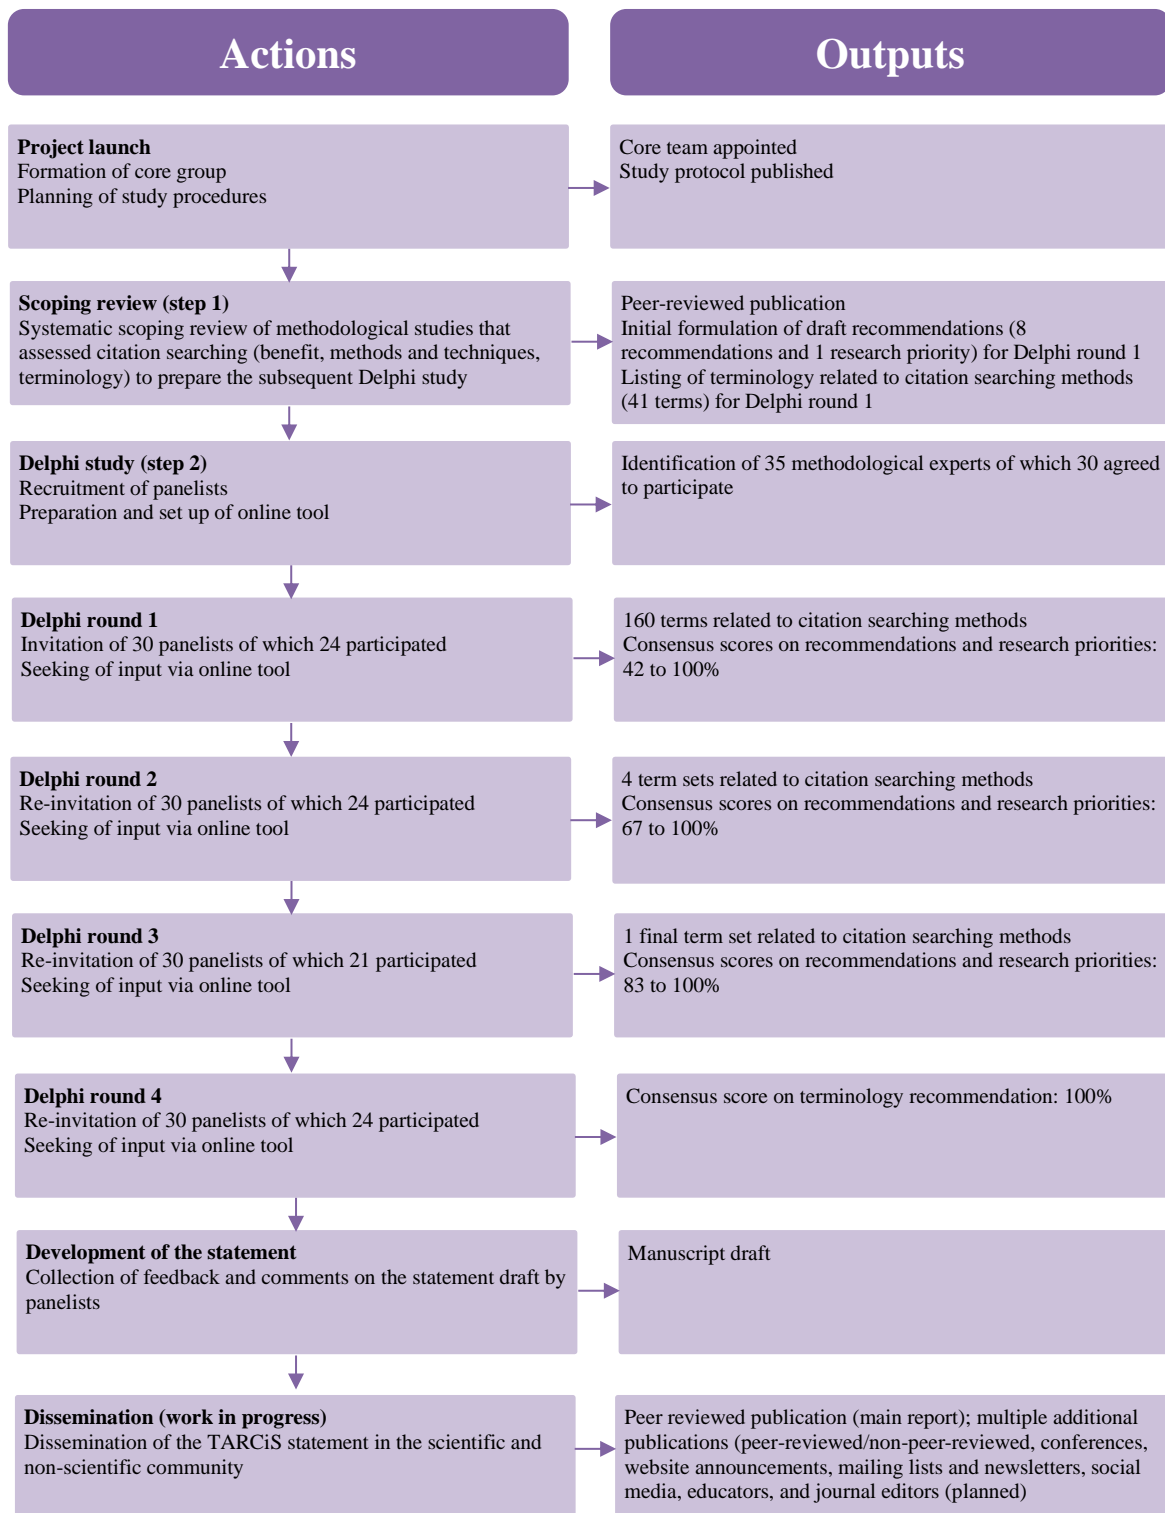 Actions
Outputs
Project launch
Formation of core group
Planning of study procedures
Core team appointed
Study protocol published
Scoping review (step 1)
Systematic scoping review of methodological studies that
assessed citation searching (benefit, methods and techniques,
terminology) to prepare the subsequent Delphi study
Peer-reviewed publication
Initial formulation of draft recommendations (8
recommendations and 1 research priority) for Delphi round 1
Listing of terminology related to citation searching methods
(41 terms) for Delphi round 1
Delphi study (step 2)
Recruitment of panelists
Preparation and set up of online tool
Identification of 35 methodological experts of which 30 agreed
to participate
Delphi round 1
Invitation of 30 panelists of which 24 participated
Seeking of input via online tool
160 terms related to citation searching methods
Consensus scores on recommendations and research priorities:
42 to 100%
Delphi round 2
Re-invitation of 30 panelists of which 24 participated
Seeking of input via online tool
4 term sets related to citation searching methods
Consensus scores on recommendations and research priorities:
67 to 100%
Delphi round 3
Re-invitation of 30 panelists of which 21 participated
Seeking of input via online tool
1 final term set related to citation searching methods
Consensus scores on recommendations and research priorities:
83 to 100%
Delphi round 4
Re-invitation of 30 panelists of which 24 participated
Seeking of input via online tool
Consensus score on terminology recommendation: 100%
Development of the statement
Collection of feedback and comments on the statement draft by
panelists
Manuscript draft
Dissemination (work in progress)
Dissemination of the TARCiS statement in the scientific and
non-scientific community
Peer reviewed publication (main report); multiple additional
publications (peer-reviewed/non-peer-reviewed, conferences,
website announcements, mailing lists and newsletters, social
media, educators, and journal editors (planned)